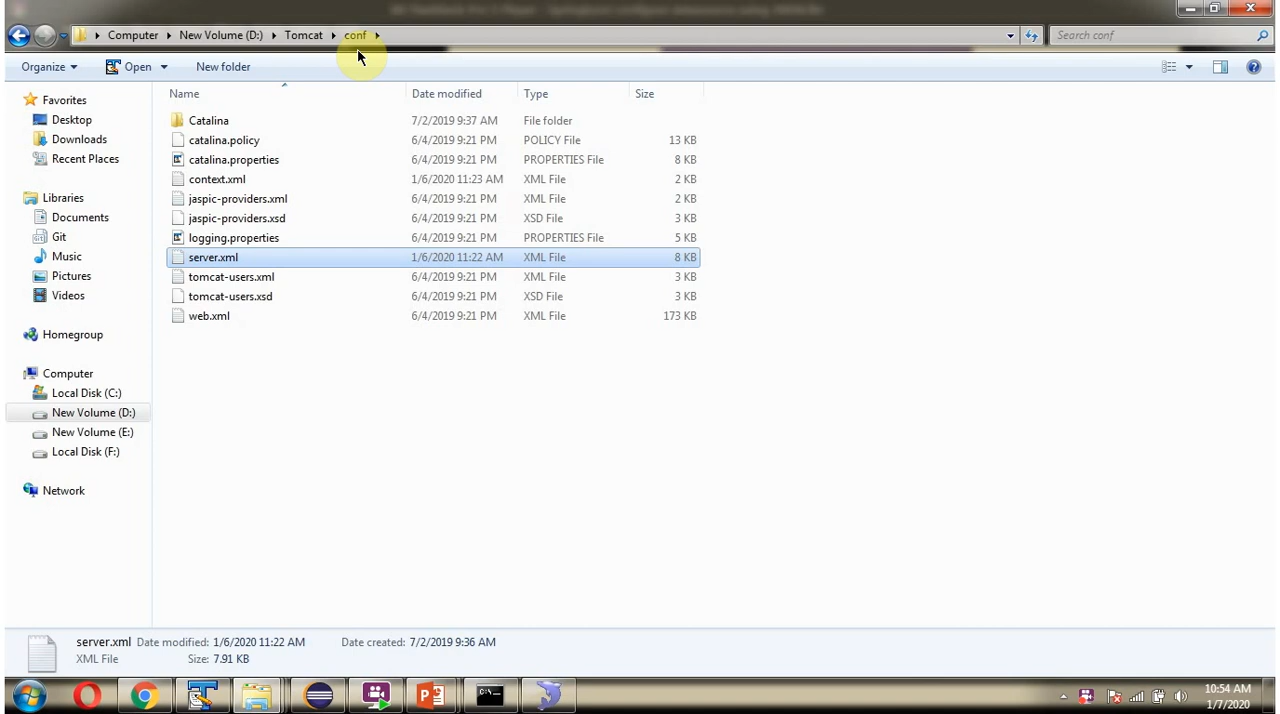 Computer New Volume (D:) Tomcat conf
Search conf
Organize Open New folder
Name Date modified Type Size
Favorites
Desktop
Downloads
Recent Places
Libraries
Documents
Git
Music
Pictures
Videos
Homegroup
Computer
Local Disk (C:)
New Volume (D:)
New Volume (E:)
Local Disk (F:)
Network
Catalina 7/2/2019 9:37 AM File folder
catalina.policy 6/4/2019 9:21 PM POLICY File 13 KB
catalina.properties 6/4/2019 9:21 PM PROPERTIES File 8 KB
context.xml 1/6/2020 11:23 AM XML File 2 KB
jaspic-providers.xml 6/4/2019 9:21 PM XML File 2 KB
jaspic-providers.xsd 6/4/2019 9:21 PM XSD File 3 KB
logging.properties 6/4/2019 9:21 PM PROPERTIES File 5 KB
server.xml 1/6/2020 11:22 AM XML File 8 KB
tomcat-users.xml 6/4/2019 9:21 PM XML File 3 KB
tomcat-users.xsd 6/4/2019 9:21 PM XSD File 3 KB
web.xml 6/4/2019 9:21 PM XML File 173 KB
server.xml Date modified: 1/6/2020 11:22 AM Date created: 7/2/2019 9:36 AM
XML File Size: 7.91 KB
10:54 AM
1/7/2020